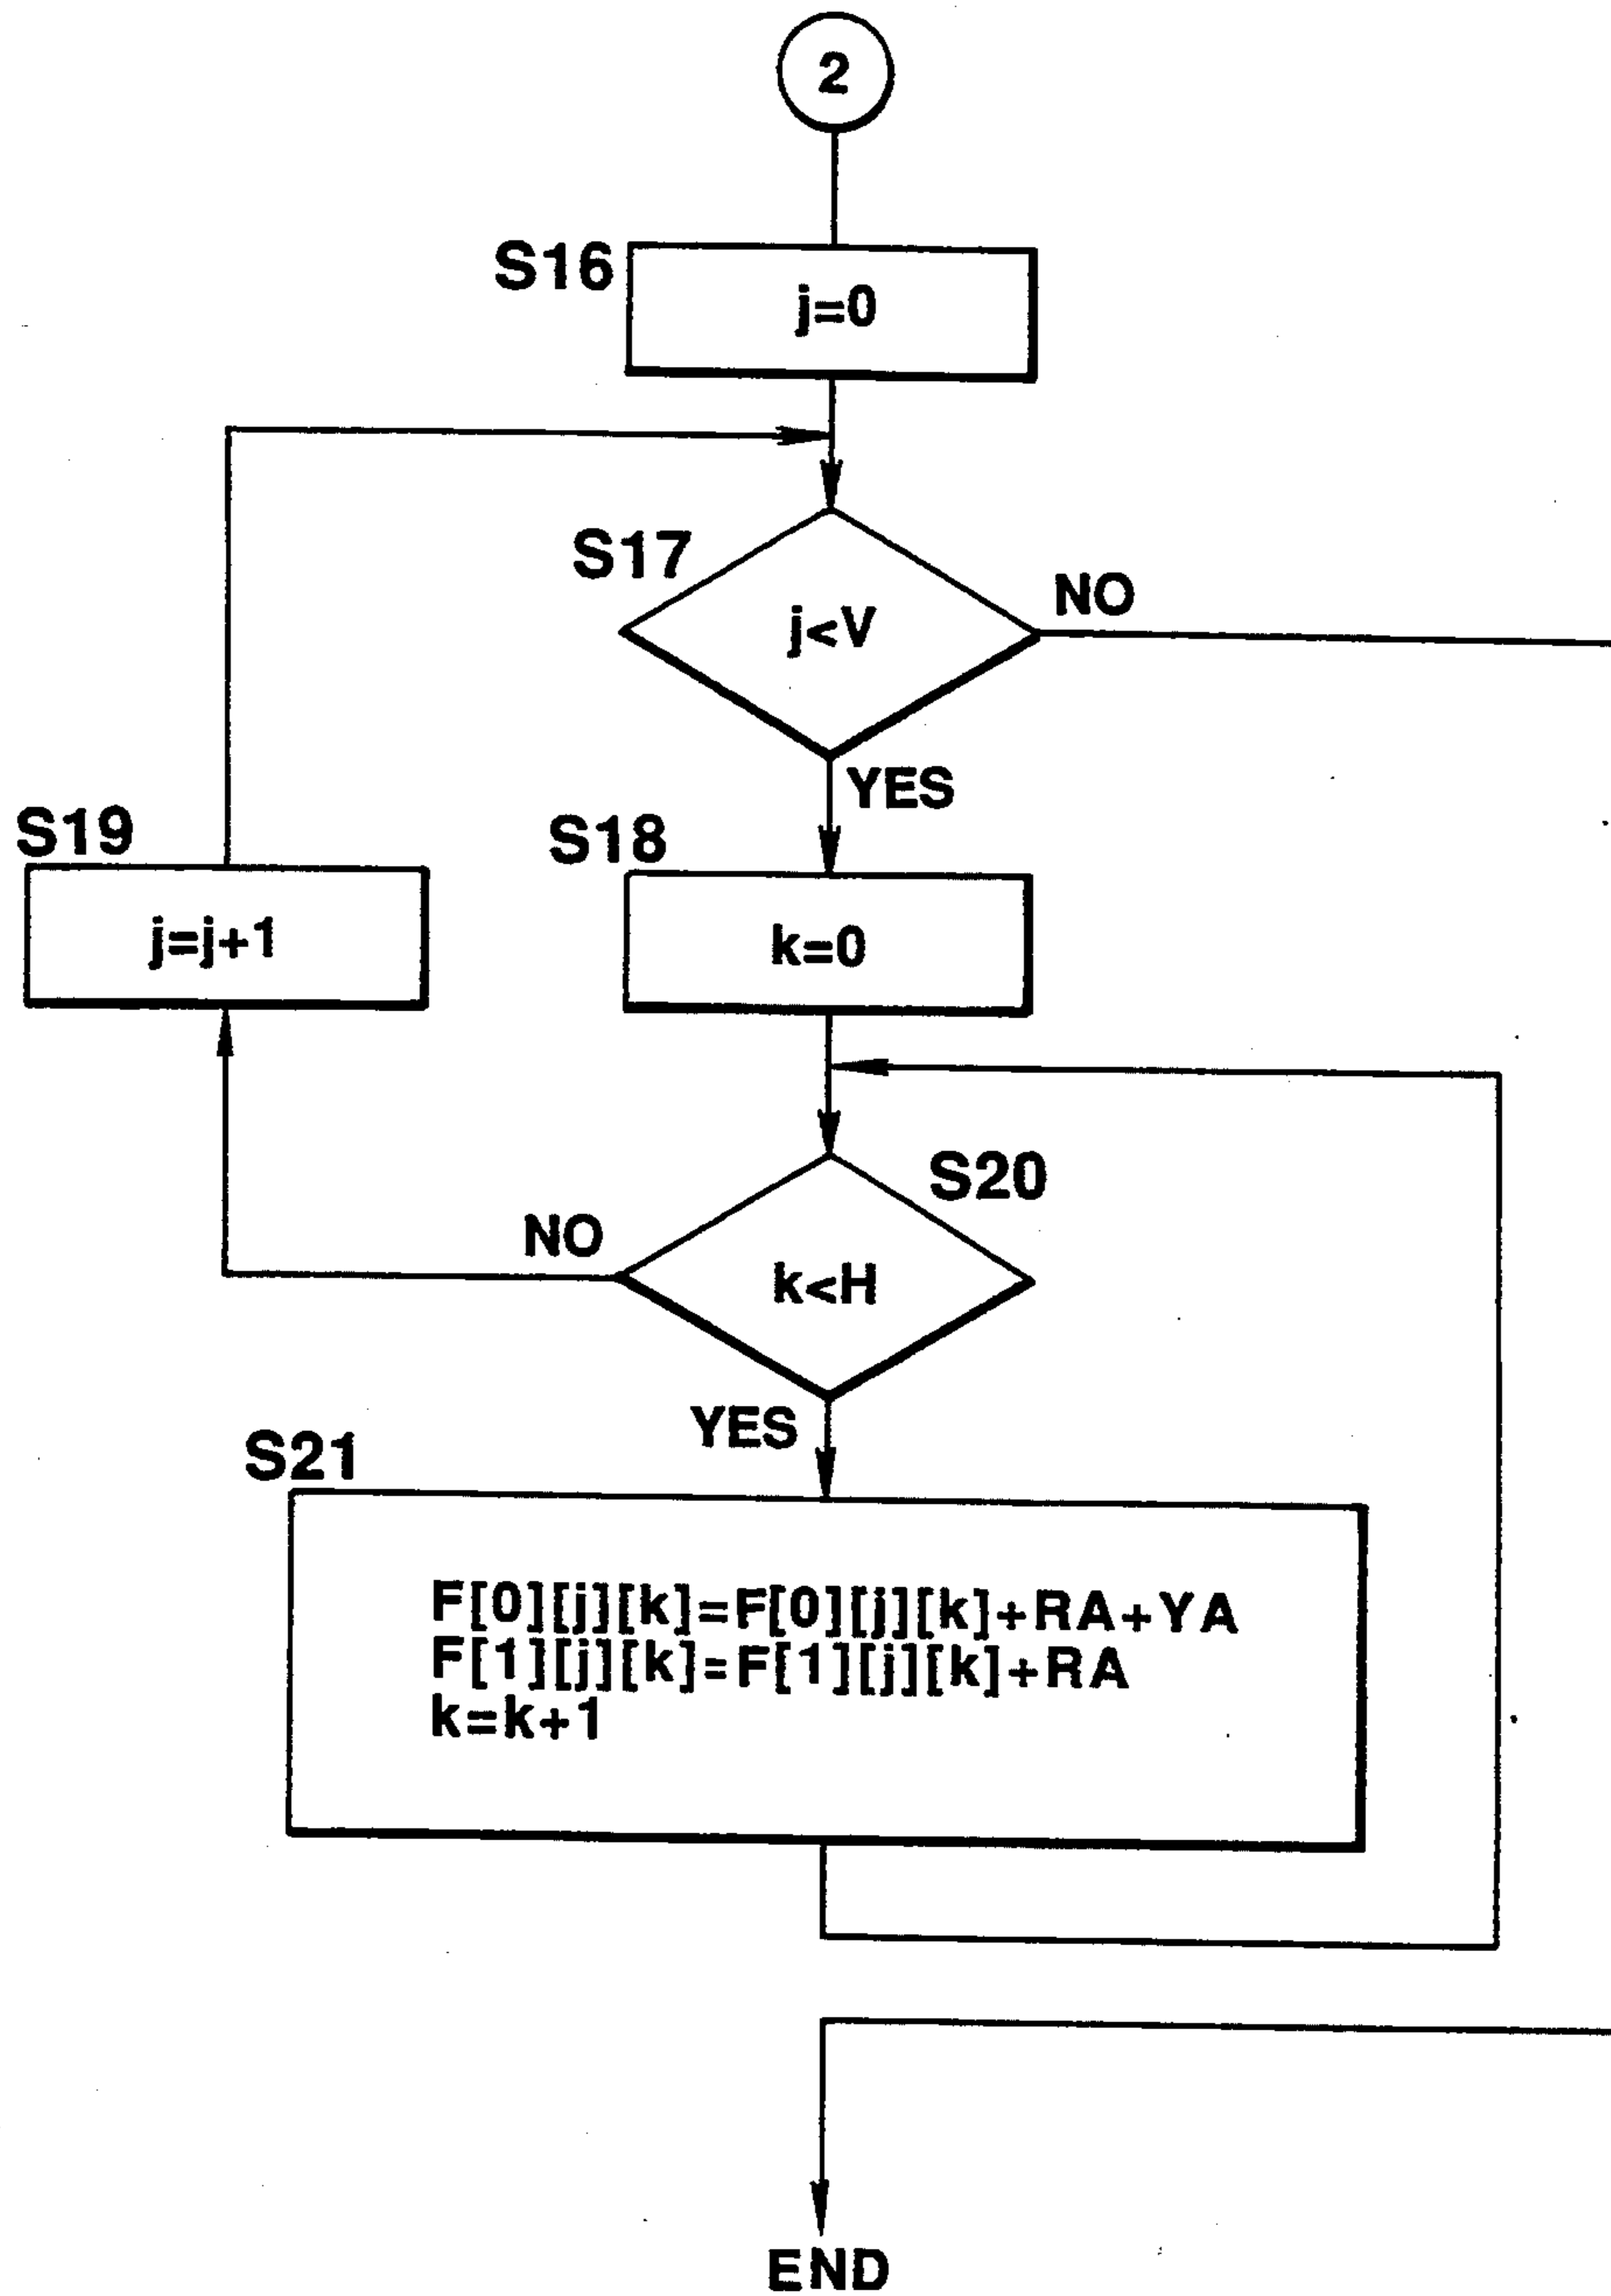 2
S16
j=0
S17
j<V
NO
YES
S19
S18
j=j+1
k=0
S20
NO
k<H
YES
S21
F[0][j][k]=F[0][j][k]+RA+YA
F[1][j][k]=F[1][j][k]+RA
k=k+1
END